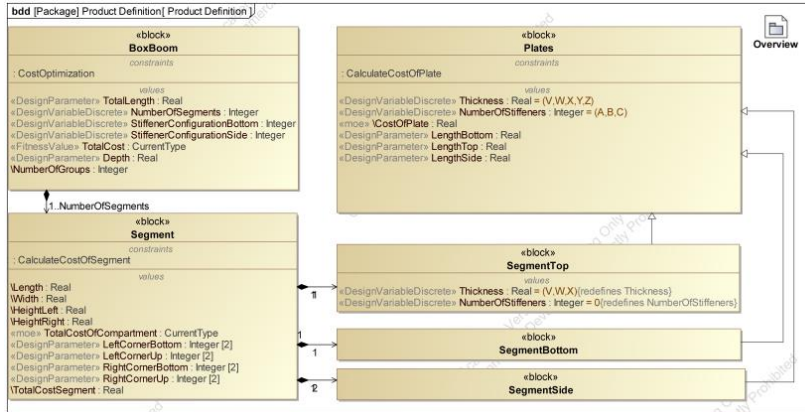 bdd [Package] Product Definition[ Product Definition ]
«block»
BoxBoom
constraints
: CostOptimization
values
«DesignParameter» TotalLength : Real
«DesignVariableDiscrete» NumberOfSegments : Integer
«DesignVariableDiscrete» StiffenerConfigurationBottom : Integer
«DesignVariableDiscrete» StiffenerConfigurationSide : Integer
«FitnessValue» TotalCost : CurrentType
«DesignParameter» Depth : Real
\NumberOfGroups : Integer
1..NumberOfSegments
«block»
Segment
constraints
: CalculateCostOfSegment
values
\Length : Real
\Width : Real
\HeightLeft : Real
\HeightRight : Real
«moe» TotalCostOfCompartment : CurrentType
«DesignParameter» LeftCornerBottom : Integer [2]
«DesignParameter» LeftCornerUp : Integer [2]
«DesignParameter» RightCornerBottom : Integer [2]
«DesignParameter» RightCornerUp : Integer [2]
\TotalCostSegment : Real
«block»
Plates
constraints
: CalculateCostOfPlate
values
«DesignVariableDiscrete» Thickness : Real = (V,W,X,Y,Z)
«DesignVariableDiscrete» NumberOfStiffeners : Integer = (A,B,C)
«moe» \CostOfPlate : Real
«DesignParameter» LengthBottom : Real
«DesignParameter» LengthTop : Real
«DesignParameter» LengthSide : Real
Overview
«block»
SegmentTop
values
«DesignVariableDiscrete» Thickness : Real = (V,W,X){redefines Thickness}
«DesignVariableDiscrete» NumberOfStiffeners : Integer = 0{redefines NumberOfStiffeners}
1
1
1
«block»
SegmentBottom
2
«block»
SegmentSide